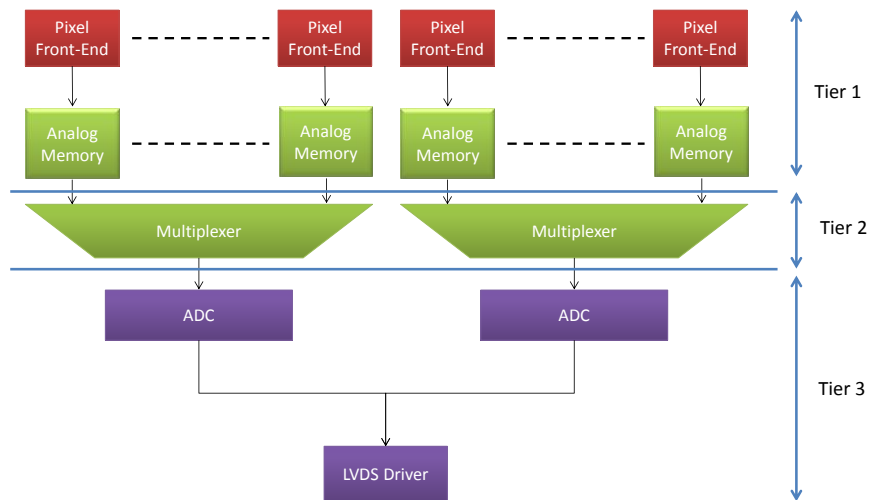 Pixel
Front-End
Pixel
Front-End
Pixel
Front-End
Pixel
Front-End
Tier 1
Analog
Memory
Analog
Memory
Analog
Memory
Analog
Memory
Multiplexer
Multiplexer
Tier 2
ADC
ADC
Tier 3
LVDS Driver